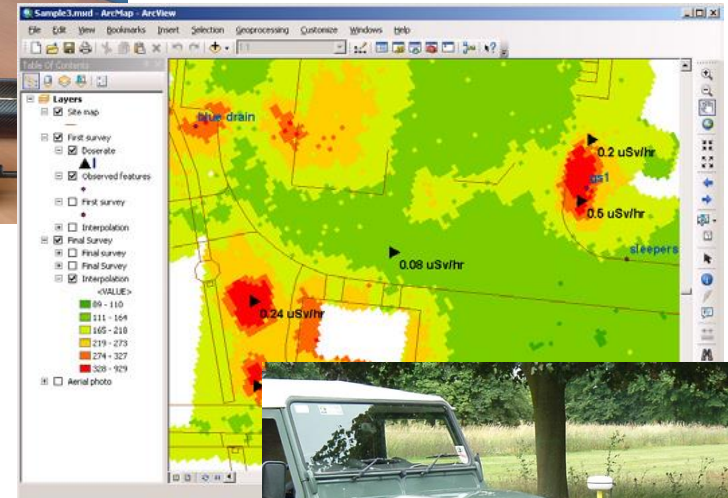 Sample3.mxd - ArcMap - ArcView
File Edit View Bookmarks Insert Selection Geoprocessing Customize Windows Help
1:1
Table Of Contents
Layers
Site map
First survey
Doserate
Observed features
First survey
Interpolation
Final Survey
Final survey
Final Survey
Interpolation
<VALUE>
89 - 110
111 - 164
165 - 218
219 - 273
274 - 327
328 - 929
Aerial photo
blue drain
0.2 uSv/hr
gs1
0.5 uSv/hr
sleepers
0.08 uSv/hr
0.24 uSv/hr